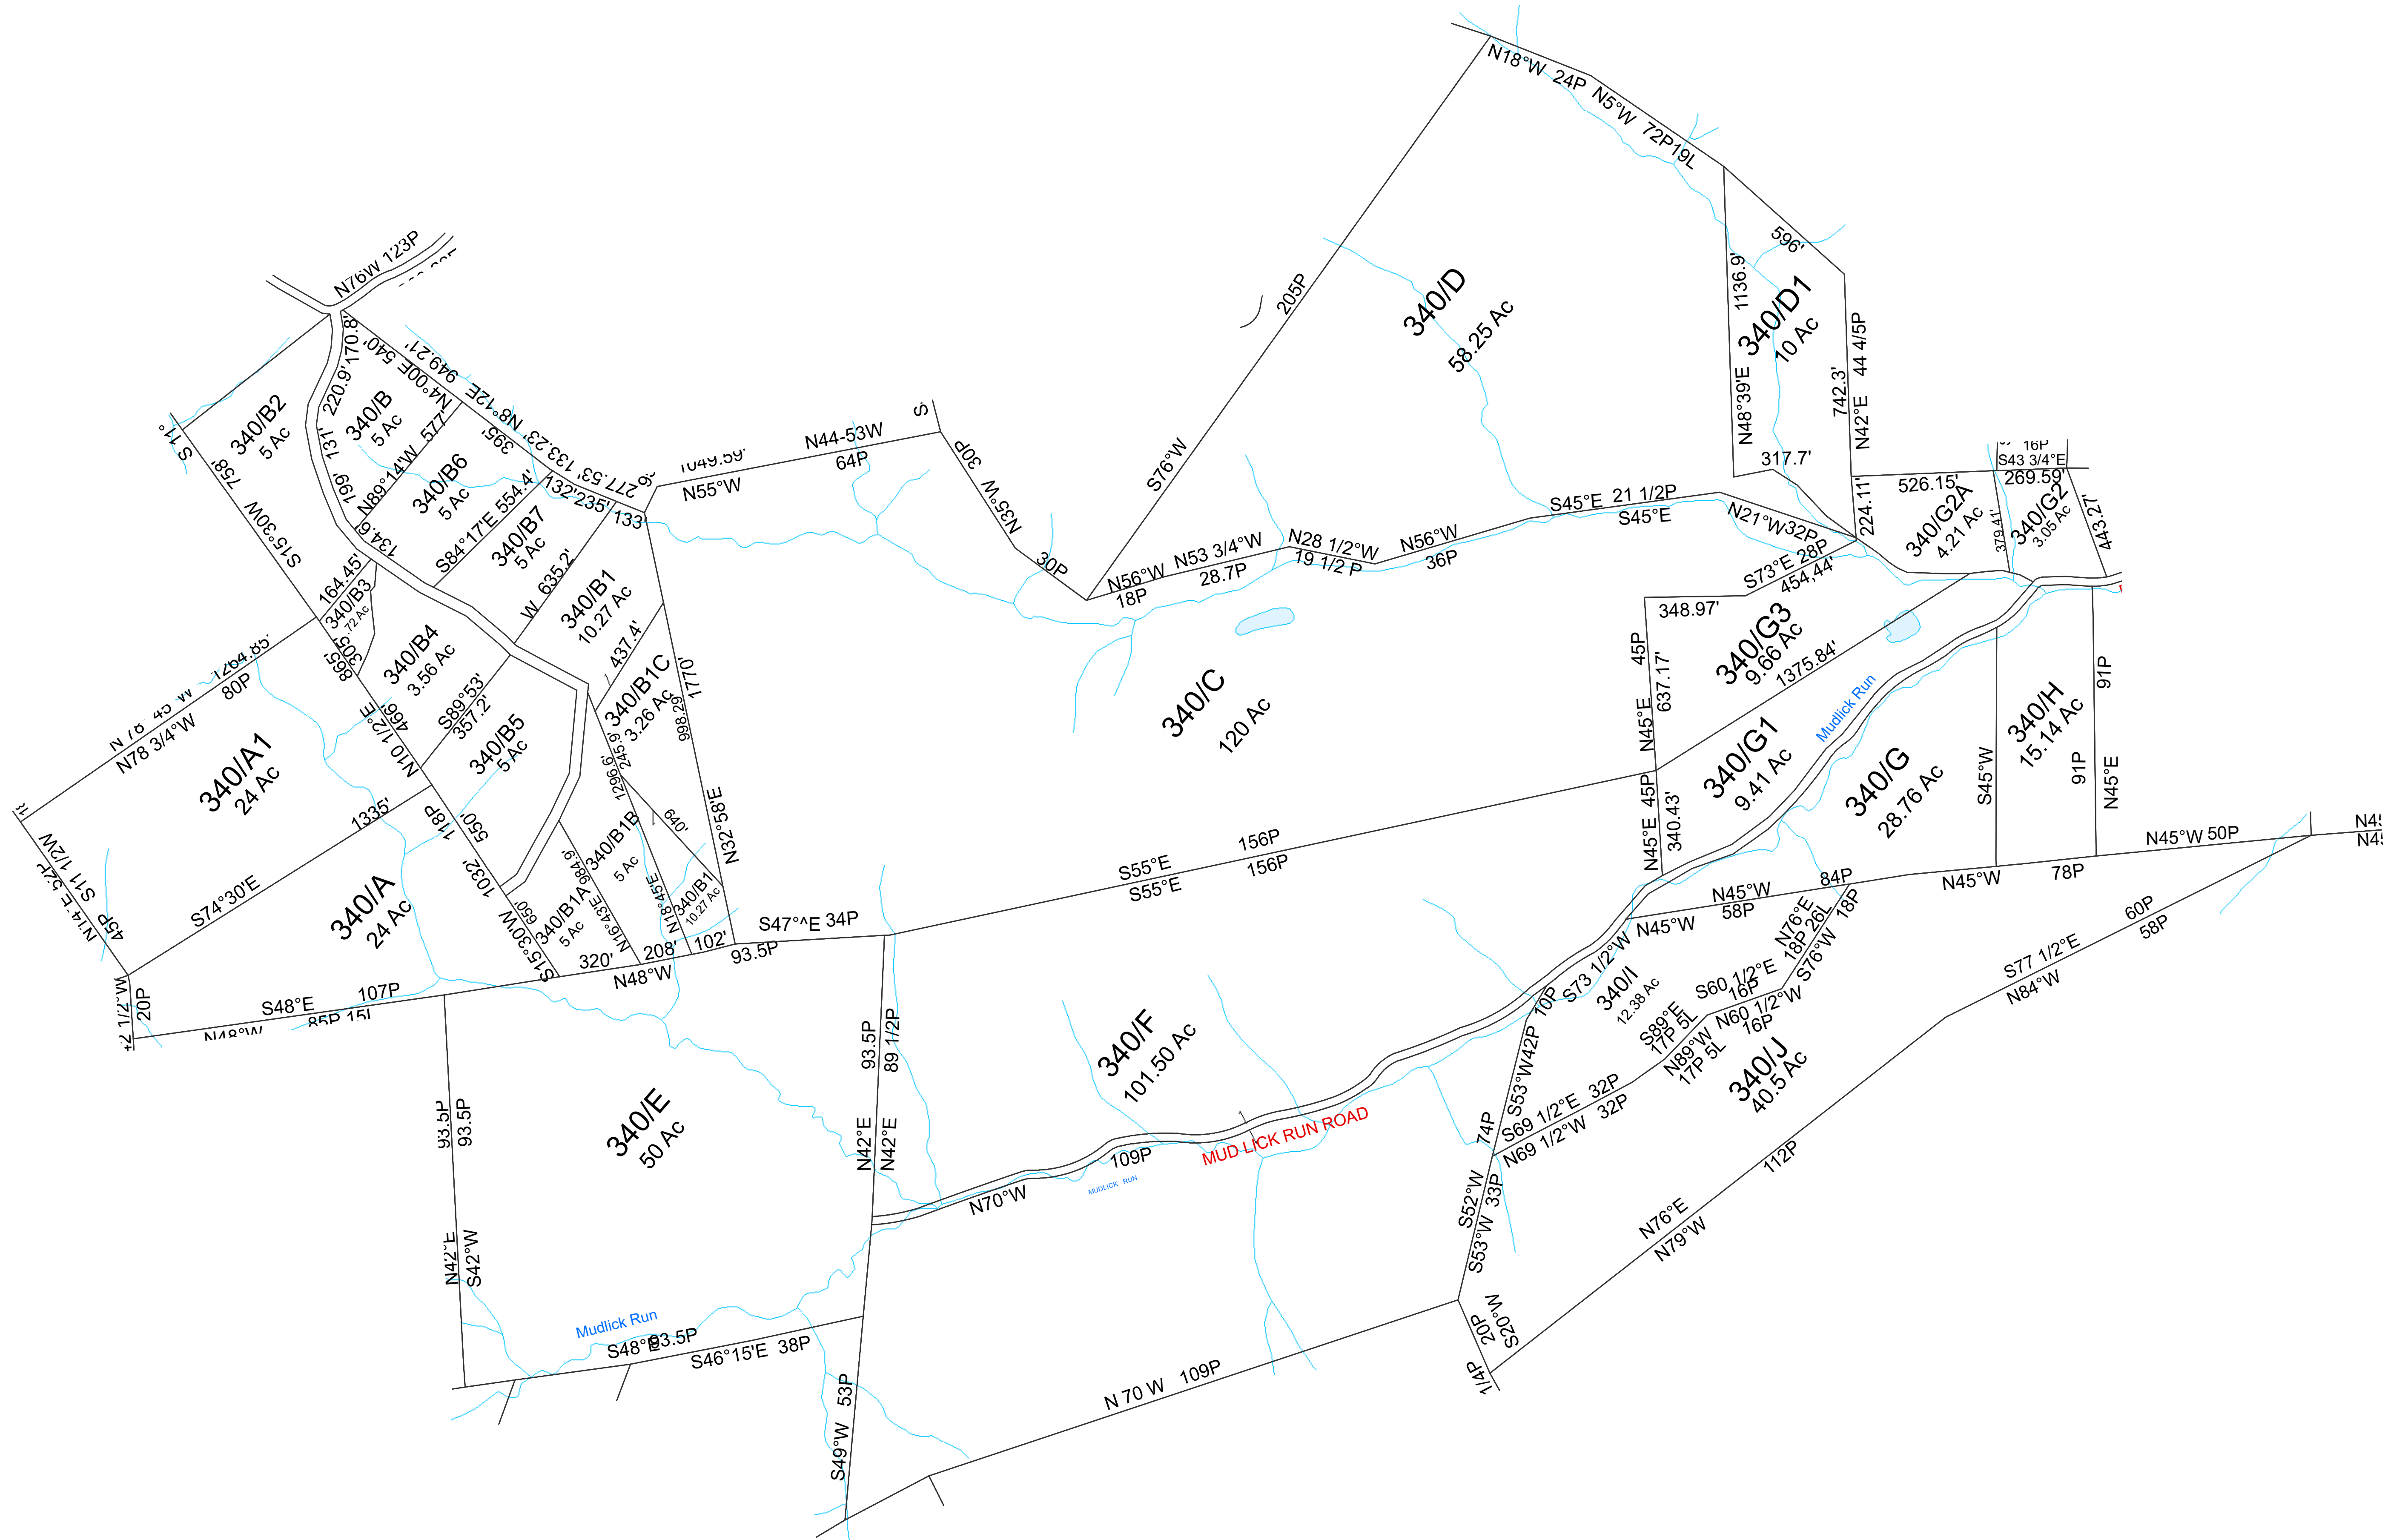 N18°W 24P
N5°W 72P19L
N76°W 123P
596'
1136.9'
N48°39'E
340/D1
10 Ac
742.3'
N42°E 44 4/5P
317.7'
205P
S76°W
340/D
58.25 Ac
S 11°
758'
S15°30W
340/B2
5 Ac
170.8'
220.9'
131'
199'
134.6'
340/B
5 Ac
N4°00E 540'
949.21'
N8°12E
395'
133.23'
277.53'
132'
235'
133'
N89°14'W 577'
340/B6
5 Ac
S84°17'E 554.4'
340/B7
5 Ac
W 635.2'
340/B1
10.27 Ac
437.4'
1049.59'
N55°W
N44-53W
64P
30P
N35°W
30P
N56°W
18P
N53 3/4°W
28.7P
N28 1/2°W
19 1/2 P
N56°W
36P
S45°E 21 1/2P
S45°E
N21°W
32P
S73°E 28P
454.44'
348.97'
224.11'
526.15'
16P
S43 3/4°E
269.59'
340/G2A
4.21 Ac
379.41'
340/G2
3.05 Ac
443.27'
164.45'
340/B3
.72 Ac
305'
865'
340/B4
3.56 Ac
466'
N10 1/2°E
S89°53'
357.2'
340/B5
5 Ac
118P
550'
1032'
S15°30W
650'
340/B1C
3.26 Ac
1770'
998.29'
N32°58'E
245.9'
1296.6'
640'
340/B1B
5 Ac
984.9'
N16°43'E
340/B1A
5 Ac
N18°45'E
340/B1
10.27 Ac
320'
208'
102'
N48°W
93.5P
S47°^E 34P
1264.85'
80P
N78 3/4°W
340/A1
24 Ac
1335'
S74°30'E
340/A
24 Ac
S11 1/2W
45P
N14°E 52P
20P
S48°E 107P
N48°W 85P 15L
340/C
120 Ac
S55°E 156P
S55°E 156P
45P
N45°E
637.17'
340/G3
9.66 Ac
1375.84'
340/G1
9.41 Ac
N45°E 45P
340.43'
Mudlick Run
340/G
28.76 Ac
S45°W
340/H
15.14 Ac
91P
91P
N45°E
N45°W 50P
N45°W 78P
N45°W
84P
N45°W
58P
N76°E
18P 26L
18P
S76°W
S60 1/2°E
16P
N60 1/2°W
16P
S89°E
17P 5L
N89°W
17P 5L
340/I
12.38 Ac
S73 1/2°W
10P
S53°W42P
74P
S69 1/2°E 32P
N69 1/2°W 32P
340/J
40.5 Ac
60P
58P
S77 1/2°E
N84°W
112P
N76°E
N79°W
S52°W
33P
S53°W
20P
S20°W
1/4P
340/F
101.50 Ac
MUD LICK RUN ROAD
MUDLICK RUN
109P
N70°W
93.5P
89 1/2P
N42°E
N42°E
340/E
50 Ac
93.5P
93.5P
N42°E
S42°W
Mudlick Run
S48°E
93.5P
S46°15'E 38P
S49°W 53P
N 70 W 109P